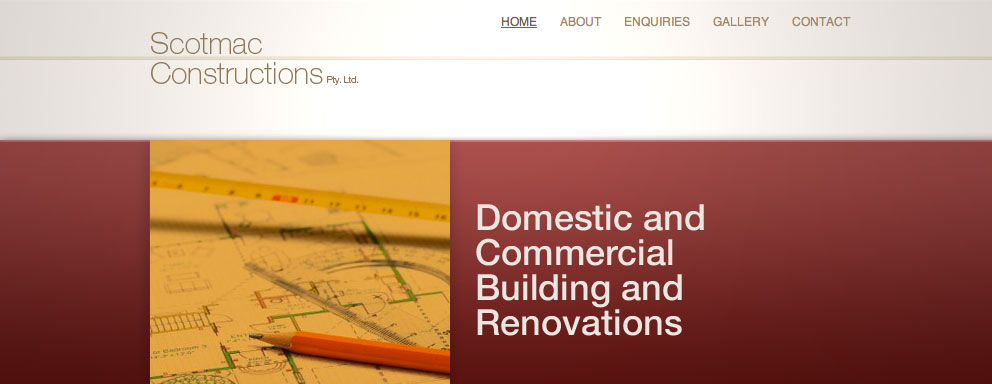 HOME ABOUT ENQUIRIES GALLERY CONTACT
Scotmac
Constructions Pty. Ltd.
Domestic and
Commercial
Building and
Renovations